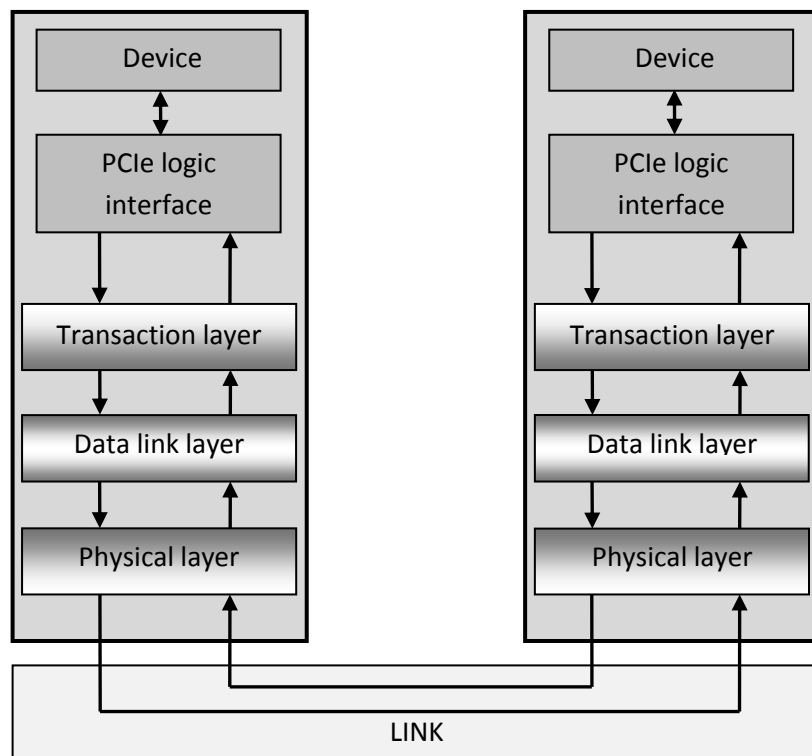 Device
PCIe logic
interface
Transaction layer
Data link layer
Physical layer
Device
PCIe logic
interface
Transaction layer
Data link layer
Physical layer
LINK